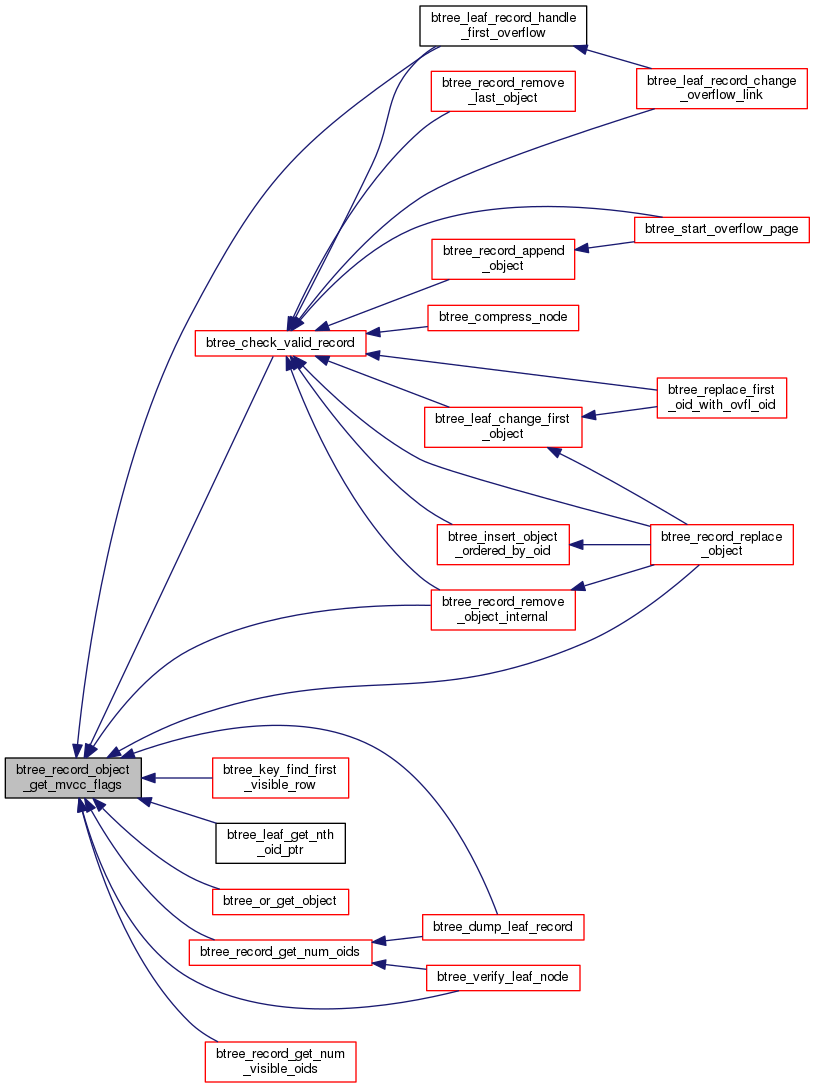 btree_leaf_record_handle
_first_overflow
btree_record_remove
_last_object
btree_leaf_record_change
_overflow_link
btree_start_overflow_page
btree_record_append
_object
btree_compress_node
btree_check_valid_record
btree_replace_first
_oid_with_ovfl_oid
btree_leaf_change_first
_object
btree_insert_object
_ordered_by_oid
btree_record_replace
_object
btree_record_remove
_object_internal
btree_record_object
_get_mvcc_flags
btree_key_find_first
_visible_row
btree_leaf_get_nth
_oid_ptr
btree_or_get_object
btree_dump_leaf_record
btree_record_get_num_oids
btree_verify_leaf_node
btree_record_get_num
_visible_oids